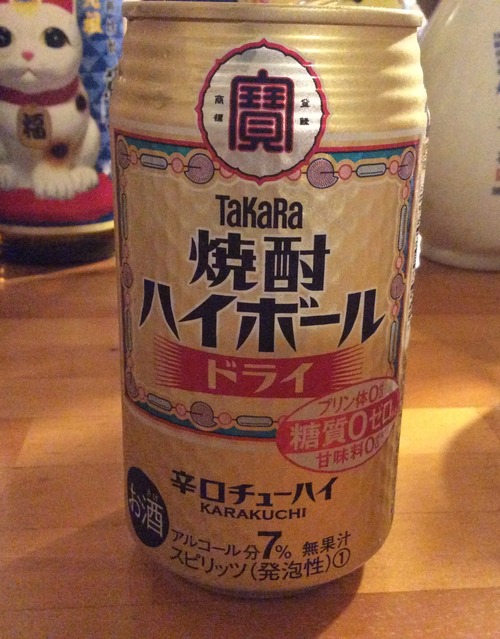 寶
TaKaRa
焼酎
ハイボール
ドライ
プリン体0
糖質0ゼロ
甘味料0
辛口チューハイ
KARAKUCHI
お酒
アルコール分7% 無果汁
スピリッツ(発泡性)①
福